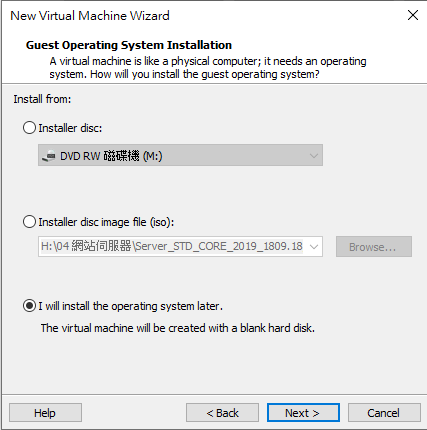 New Virtual Machine Wizard
Guest Operating System Installation
A virtual machine is like a physical computer; it needs an operating
system. How will you install the guest operating system?
Install from:
Installer disc:
DVD RW 磁碟機 (M:)
Installer disc image file (iso):
H:\04 網站伺服器\Server_STD_CORE_2019_1809.18
Browse...
I will install the operating system later.
The virtual machine will be created with a blank hard disk.
Help
< Back
Next >
Cancel